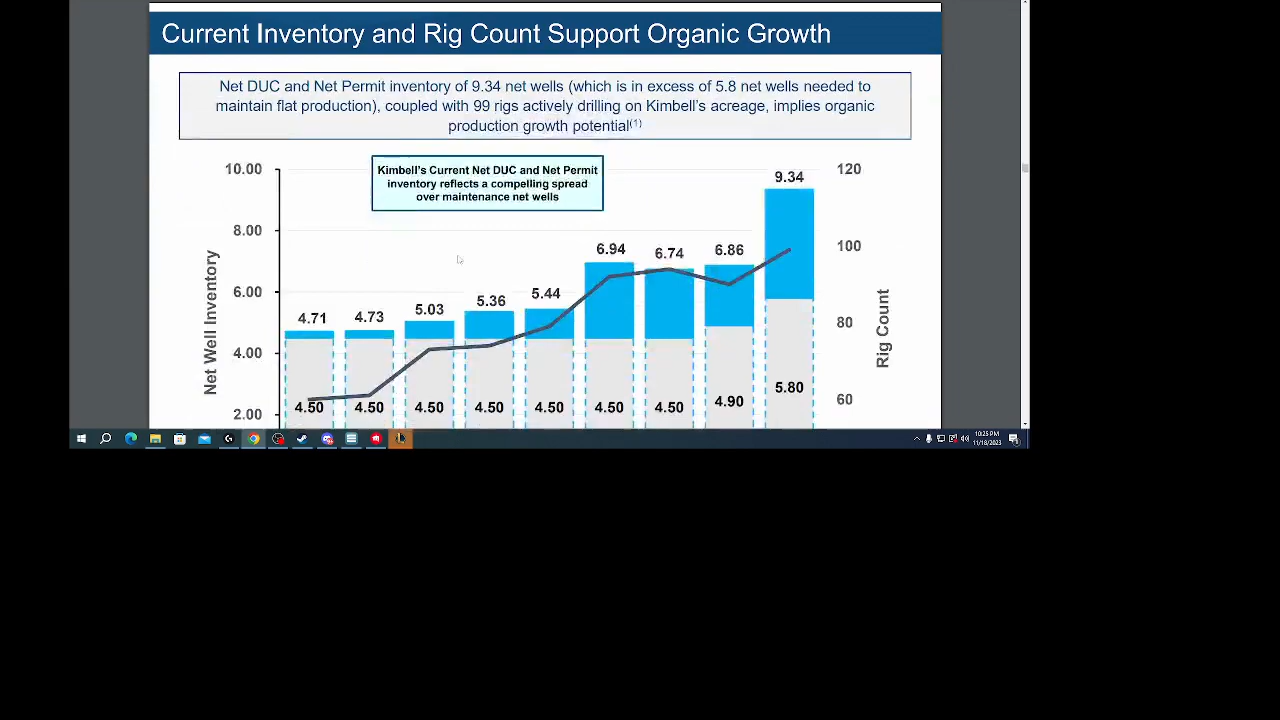 Current Inventory and Rig Count Support Organic Growth
Net DUC and Net Permit inventory of 9.34 net wells (which is in excess of 5.8 net wells needed to
maintain flat production), coupled with 99 rigs actively drilling on Kimbell's acreage, implies organic
production growth potential(1)
Kimbell's Current Net DUC and Net Permit
inventory reflects a compelling spread
over maintenance net wells
Net Well Inventory
10.00
8.00
6.00
4.00
2.00
4.71
4.73
5.03
5.36
5.44
6.94
6.74
6.86
9.34
4.50
4.50
4.50
4.50
4.50
4.50
4.50
4.90
5.80
120
100
80
60
Rig Count
10:25 PM
11/18/2023